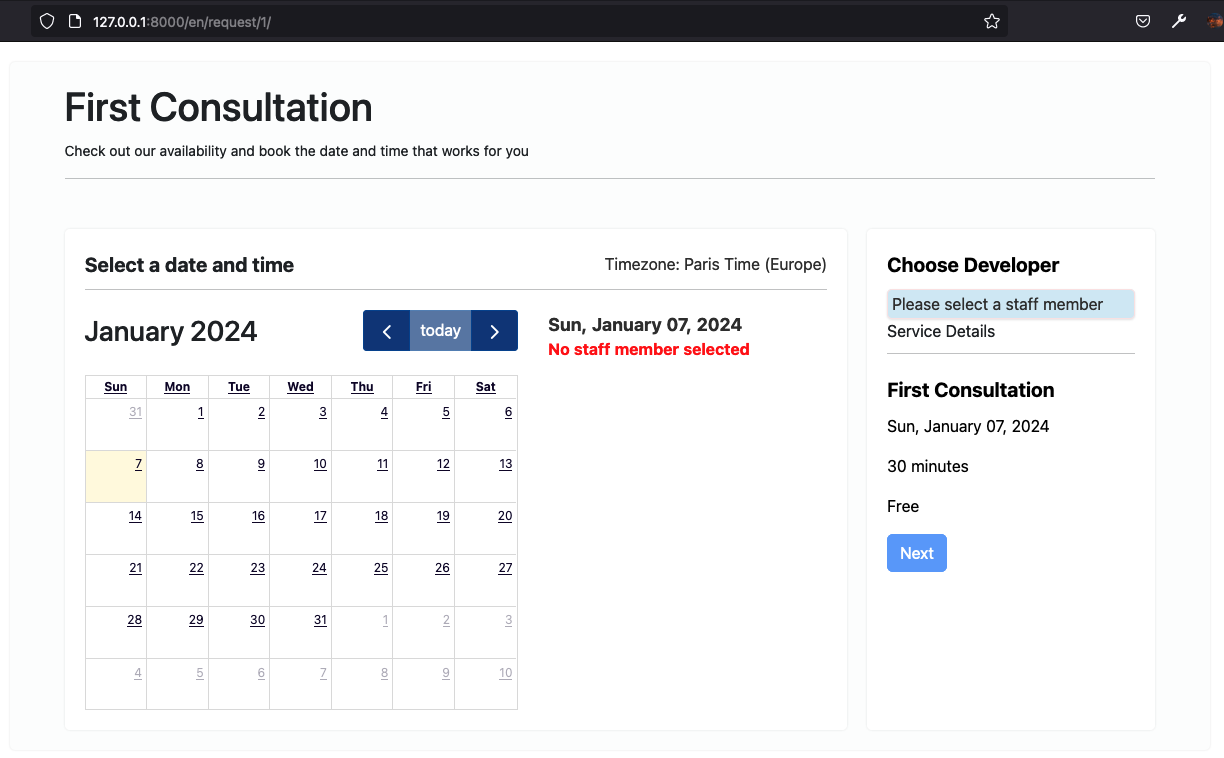 127.0.0.1:8000/en/request/1/
First Consultation
Check out our availability and book the date and time that works for you
Select a date and time
Timezone: Paris Time (Europe)
January 2024
today
Sun Mon Tue Wed Thu Fri Sat
31 1 2 3 4 5 6
7 8 9 10 11 12 13
14 15 16 17 18 19 20
21 22 23 24 25 26 27
28 29 30 31 1 2 3
4 5 6 7 8 9 10
Sun, January 07, 2024
No staff member selected
Choose Developer
Please select a staff member
Service Details
First Consultation
Sun, January 07, 2024
30 minutes
Free
Next